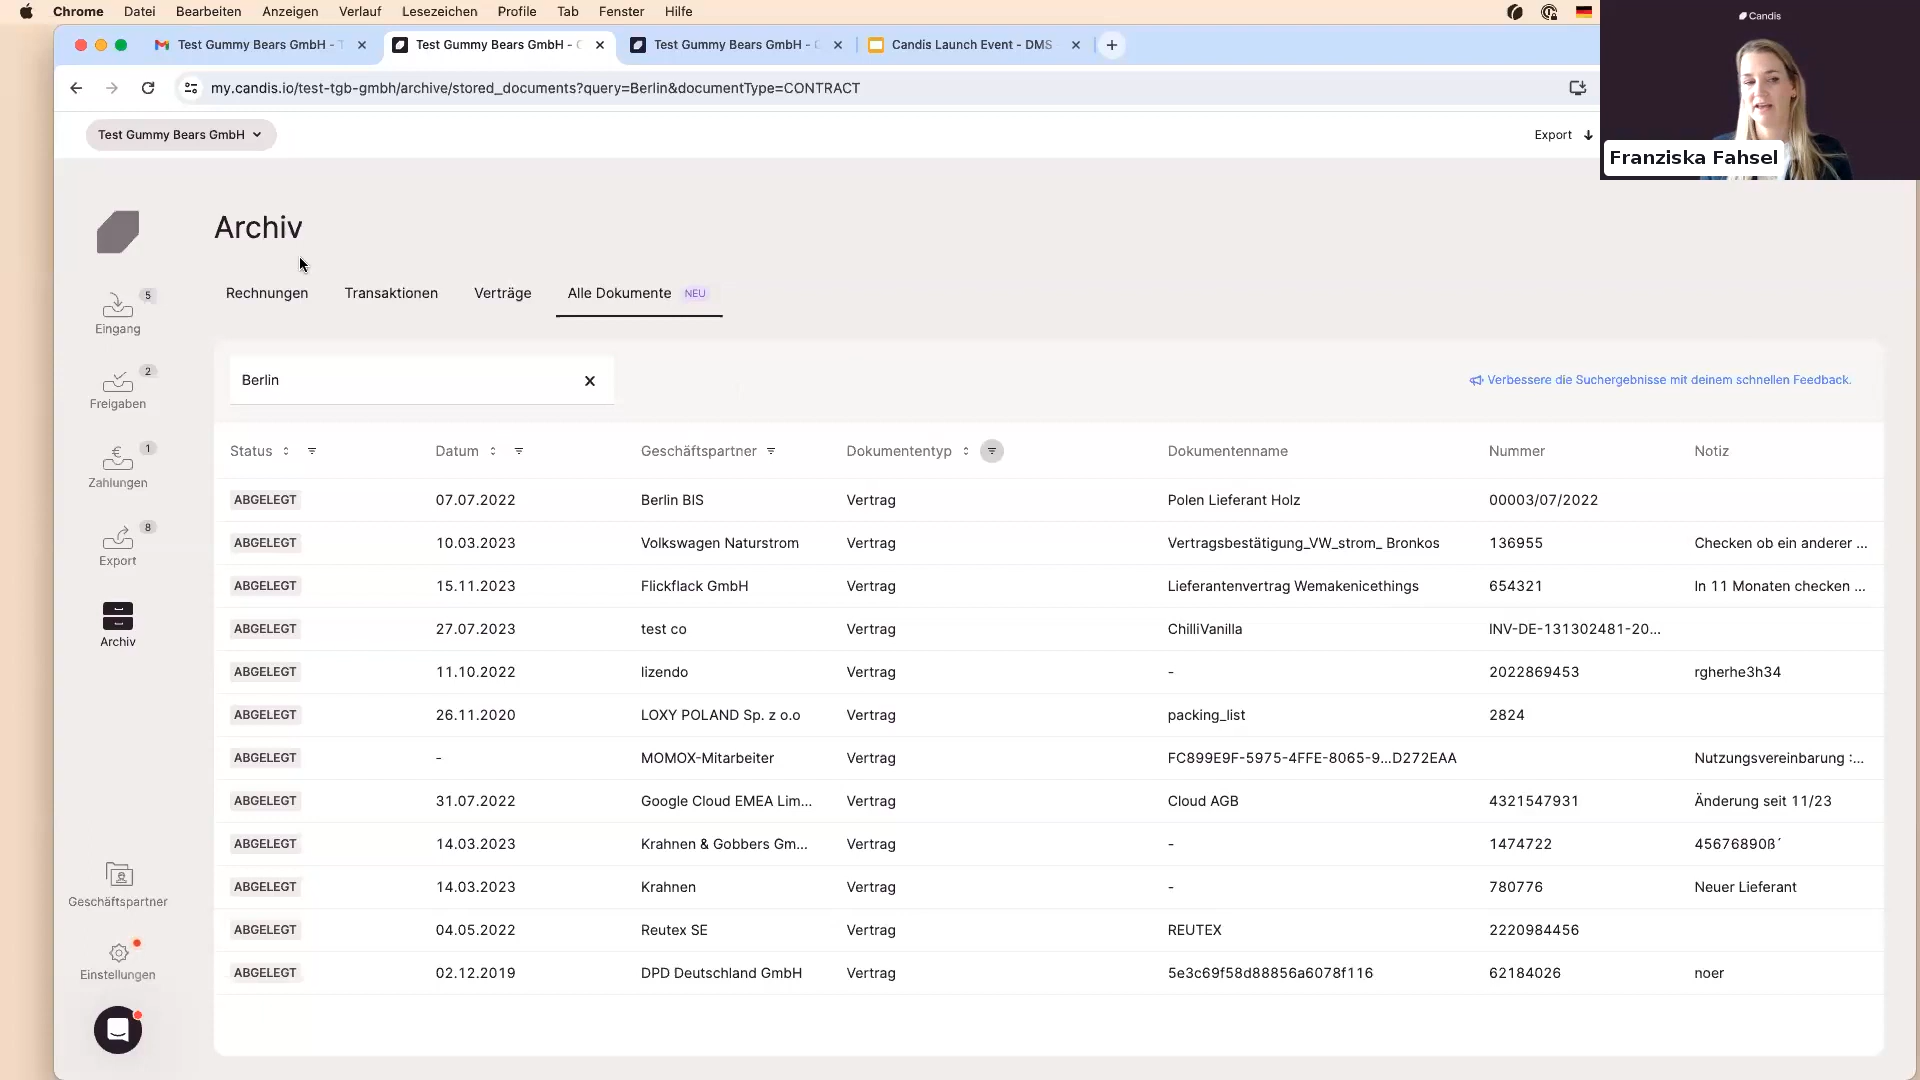 Chrome Datei Bearbeiten Anzeigen Verlauf Lesezeichen Profile Tab Fenster Hilfe
Candis
Test Gummy Bears GmbH - Test Gummy Bears GmbH - Test Gummy Bears GmbH - Candis Launch Event - DMS
my.candis.io/test-tgb-gmbh/archive/stored_documents?query=Berlin&documentType=CONTRACT
Test Gummy Bears GmbH Export
Franziska Fahsel
Archiv
Rechnungen Transaktionen Verträge Alle Dokumente NEU
5
Eingang
2
Freigaben
1
Zahlungen
8
Export
Archiv
Geschäftspartner
Einstellungen
Berlin
Verbessere die Suchergebnisse mit deinem schnellen Feedback.
Status Datum Geschäftspartner Dokumententyp Dokumentenname Nummer Notiz
ABGELEGT 07.07.2022 Berlin BIS Vertrag Polen Lieferant Holz 00003/07/2022
ABGELEGT 10.03.2023 Volkswagen Naturstrom Vertrag Vertragsbestätigung_VW_strom_ Bronkos 136955 Checken ob ein anderer ...
ABGELEGT 15.11.2023 Flickflack GmbH Vertrag Lieferantenvertrag Wemakenicethings 654321 In 11 Monaten checken ...
ABGELEGT 27.07.2023 test co Vertrag ChilliVanilla INV-DE-131302481-20...
ABGELEGT 11.10.2022 lizendo Vertrag - 2022869453 rgherhe3h34
ABGELEGT 26.11.2020 LOXY POLAND Sp. z o.o Vertrag packing_list 2824
ABGELEGT - MOMOX-Mitarbeiter Vertrag FC899E9F-5975-4FFE-8065-9...D272EAA Nutzungsvereinbarung :...
ABGELEGT 31.07.2022 Google Cloud EMEA Lim... Vertrag Cloud AGB 4321547931 Änderung seit 11/23
ABGELEGT 14.03.2023 Krahnen & Gobbers Gm... Vertrag - 1474722 45676890ß´
ABGELEGT 14.03.2023 Krahnen Vertrag - 780776 Neuer Lieferant
ABGELEGT 04.05.2022 Reutex SE Vertrag REUTEX 2220984456
ABGELEGT 02.12.2019 DPD Deutschland GmbH Vertrag 5e3c69f58d88856a6078f116 62184026 noer